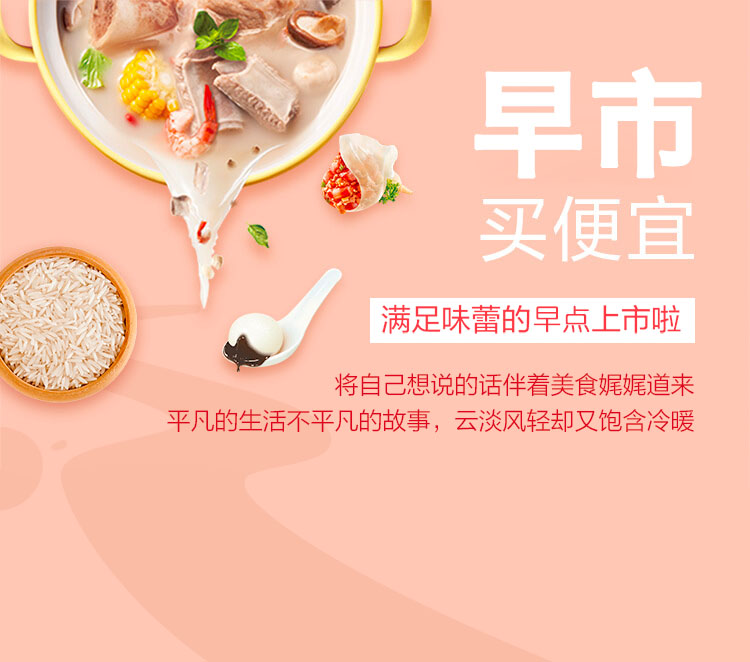 早市
买便宜
满足味蕾的早点上市啦
将自己想说的话伴着美食娓娓道来
平凡的生活不平凡的故事，云淡风轻却又饱含冷暖